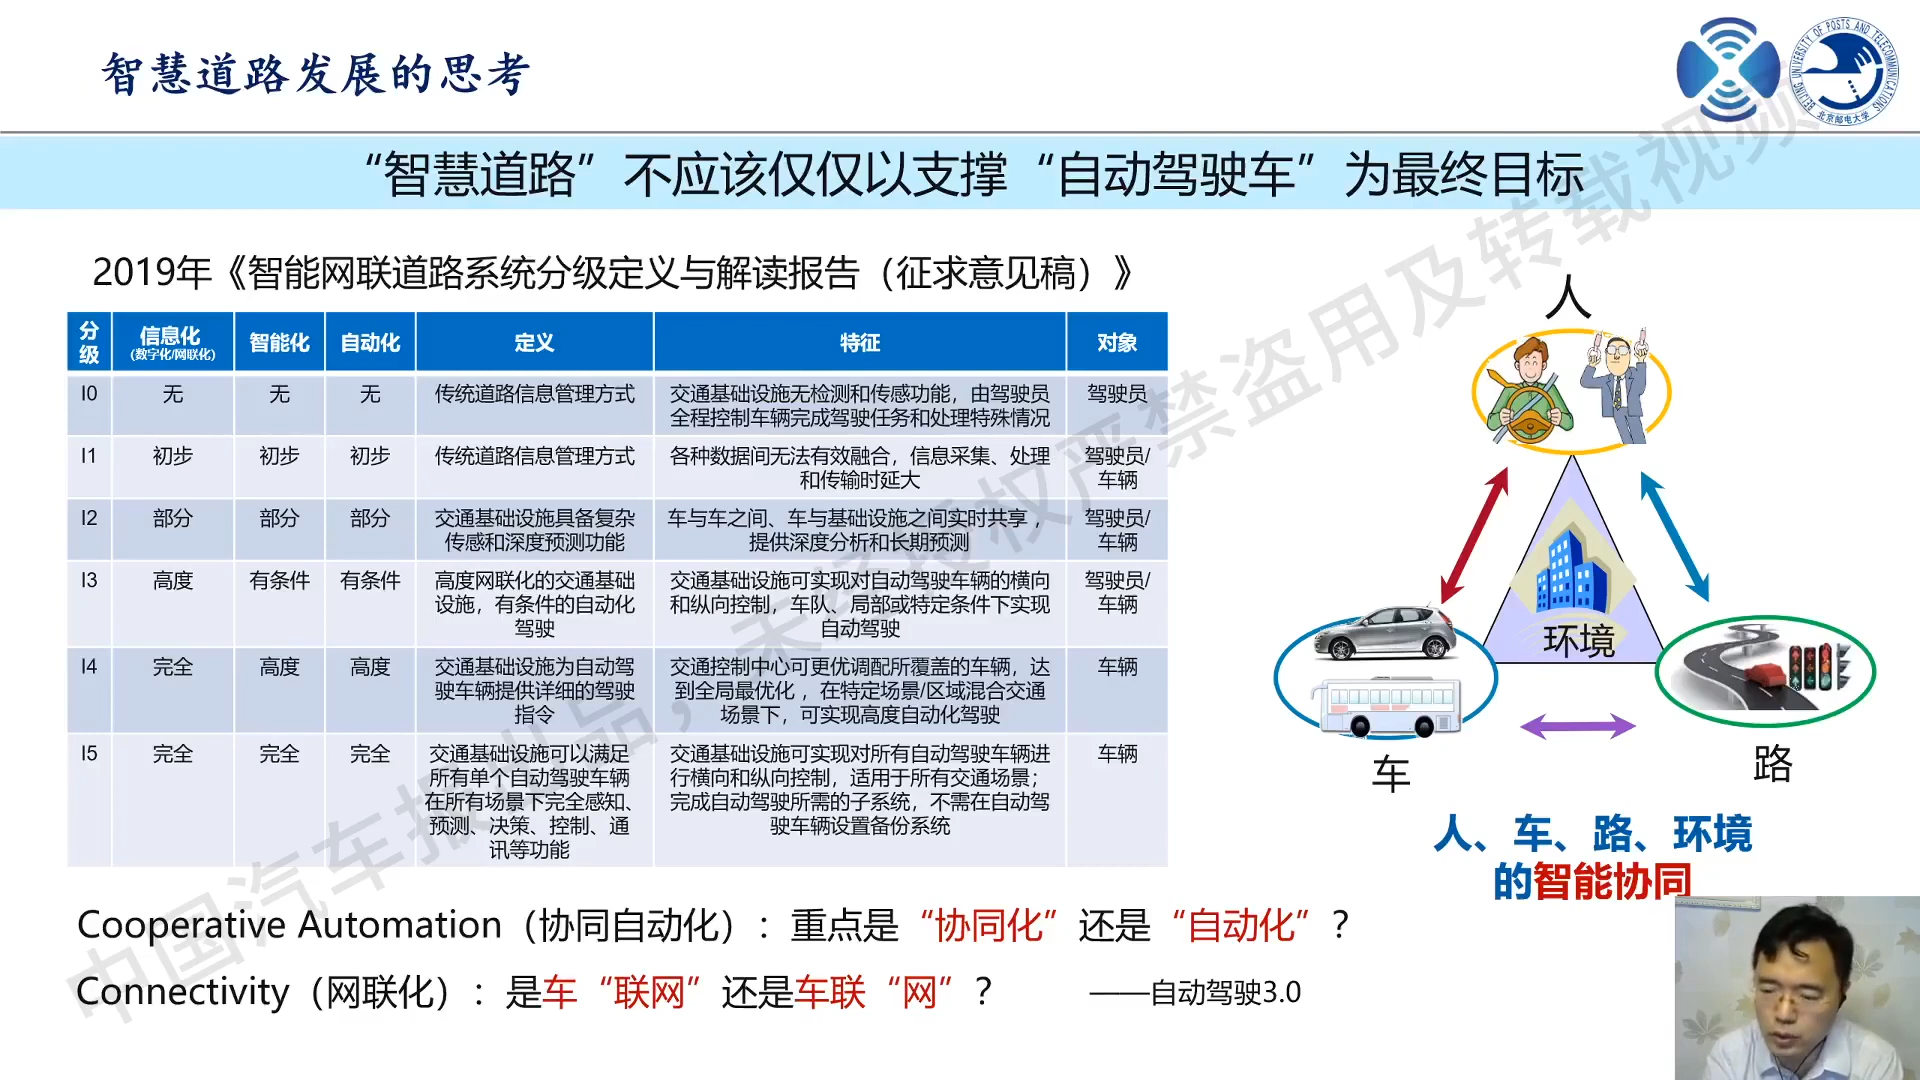 智慧道路发展的思考
BEIJING UNIVERSITY OF POSTS AND TELECOMMUNICATIONS
北京邮电大学
“智慧道路”不应该仅仅以支撑“自动驾驶车”为最终目标
2019年《智能网联道路系统分级定义与解读报告（征求意见稿）》
分级 信息化(数字化/网联化) 智能化 自动化 定义 特征 对象
I0 无 无 无 传统道路信息管理方式 交通基础设施无检测和传感功能，由驾驶员 驾驶员
全程控制车辆完成驾驶任务和处理特殊情况
I1 初步 初步 初步 传统道路信息管理方式 各种数据间无法有效融合，信息采集、处理 驾驶员/
和传输时延大 车辆
I2 部分 部分 部分 交通基础设施具备复杂 车与车之间、车与基础设施之间实时共享， 驾驶员/
传感和深度预测功能 提供深度分析和长期预测 车辆
I3 高度 有条件 有条件 高度网联化的交通基础 交通基础设施可实现对自动驾驶车辆的横向 驾驶员/
设施，有条件的自动化 和纵向控制，车队、局部或特定条件下实现 车辆
驾驶 自动驾驶
I4 完全 高度 高度 交通基础设施为自动驾 交通控制中心可更优调配所覆盖的车辆，达 车辆
驶车辆提供详细的驾驶 到全局最优化，在特定场景/区域混合交通
指令 场景下，可实现高度自动化驾驶
I5 完全 完全 完全 交通基础设施可以满足 交通基础设施可实现对所有自动驾驶车辆进 车辆
所有单个自动驾驶车辆 行横向和纵向控制，适用于所有交通场景；
在所有场景下完全感知、 完成自动驾驶所需的子系统，不需在自动驾
预测、决策、控制、通 驶车辆设置备份系统
讯等功能
人
环境
车
路
人、车、路、环境
的智能协同
Cooperative Automation（协同自动化）：重点是“协同化”还是“自动化”？
Connectivity（网联化）：是车“联网”还是车联“网”？
——自动驾驶3.0
中国汽车报出品，未经授权严禁盗用及转载视频